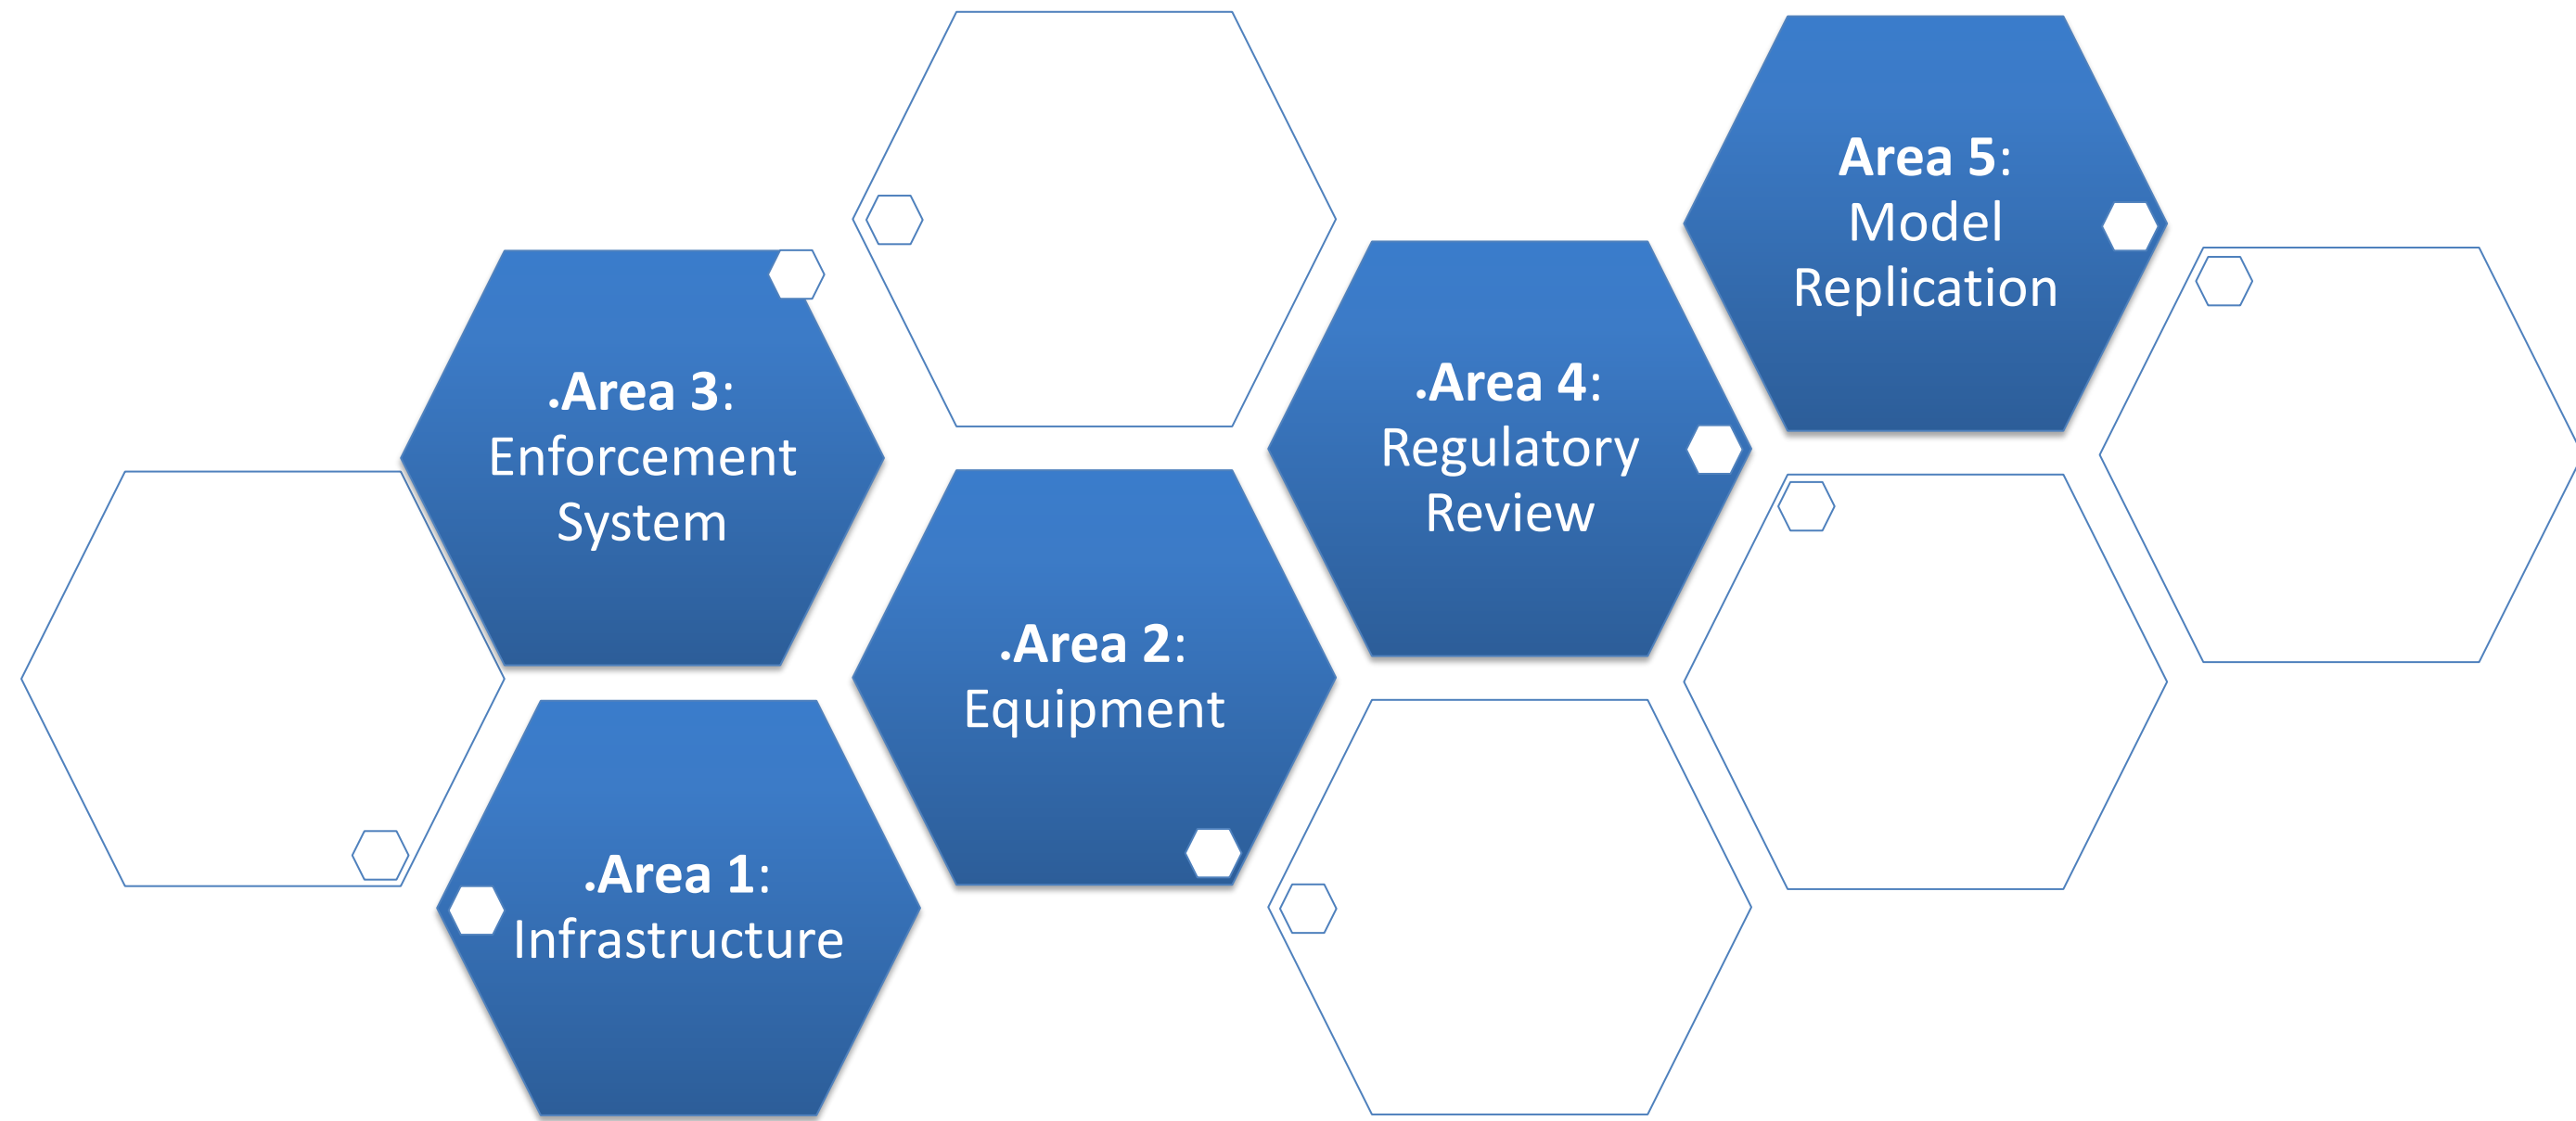 Area 5:
Model
Replication
.Area 3:
Enforcement
System
.Area 4:
Regulatory
Review
.Area 2:
Equipment
.Area 1:
Infrastructure